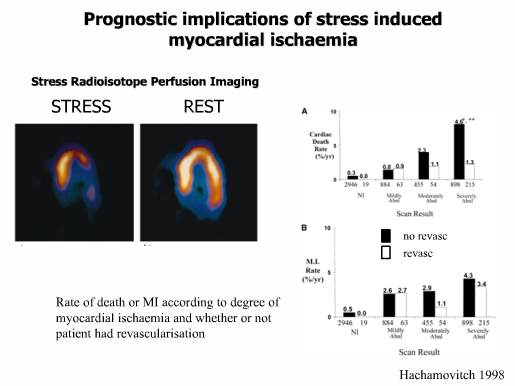 Prognostic implications of stress induced
myocardial ischaemia
Stress Radioisotope Perfusion Imaging
STRESS REST
A
Cardiac
Death
Rate
(%/yr)
10
5
0
0.3 0.0 0.8 0.9 2.3 1.1 4.6*, ** 1.3
2946 19 884 63 455 54 898 215
Nl Mildly Abnl Moderately Abnl Severely Abnl
Scan Result
B
M.I.
Rate
(%/yr)
10
5
0
no revasc
revasc
0.5 0.0 2.6 2.7 2.9 1.1 4.3 3.4
2946 19 884 63 455 54 898 215
Nl Mildly Abnl Moderately Abnl Severely Abnl
Scan Result
Rate of death or MI according to degree of
myocardial ischaemia and whether or not
patient had revascularisation
Hachamovitch 1998